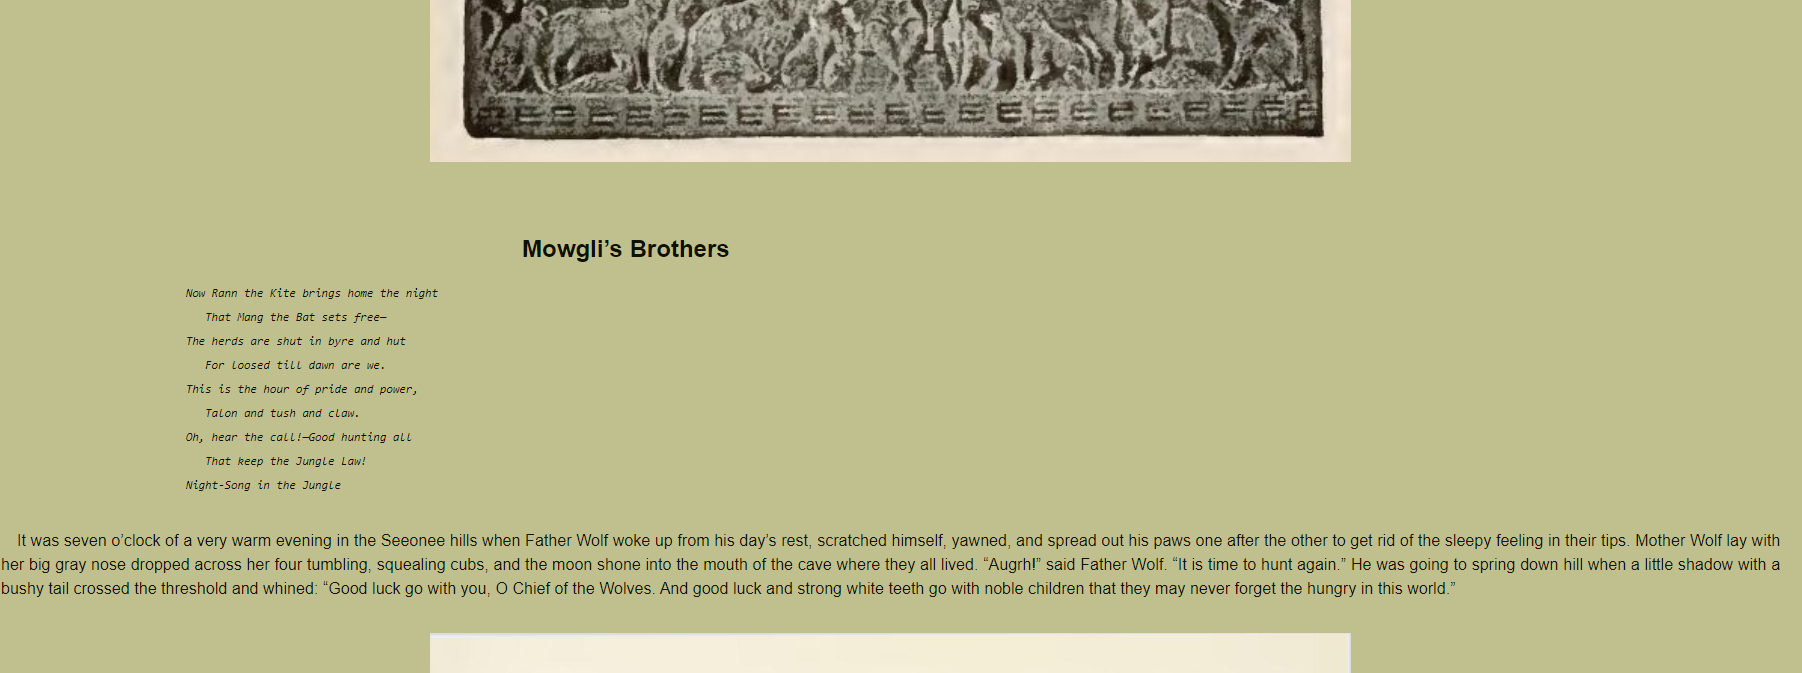 Mowgli’s Brothers
Now Rann the Kite brings home the night
That Mang the Bat sets free—
The herds are shut in byre and hut
For loosed till dawn are we.
This is the hour of pride and power,
Talon and tush and claw.
Oh, hear the call!—Good hunting all
That keep the Jungle Law!
Night-Song in the Jungle
It was seven o’clock of a very warm evening in the Seeonee hills when Father Wolf woke up from his day’s rest, scratched himself, yawned, and spread out his paws one after the other to get rid of the sleepy feeling in their tips. Mother Wolf lay with
her big gray nose dropped across her four tumbling, squealing cubs, and the moon shone into the mouth of the cave where they all lived. “Augrh!” said Father Wolf. “It is time to hunt again.” He was going to spring down hill when a little shadow with a
bushy tail crossed the threshold and whined: “Good luck go with you, O Chief of the Wolves. And good luck and strong white teeth go with noble children that they may never forget the hungry in this world.”